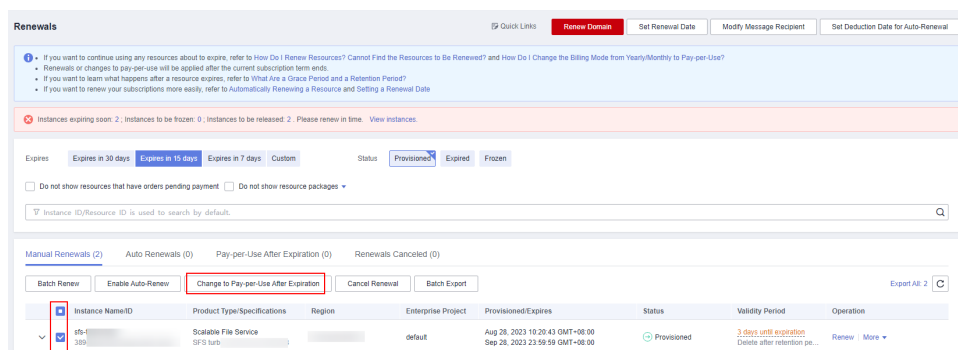 Renewals
Quick Links
Renew Domain
Set Renewal Date
Modify Message Recipient
Set Deduction Date for Auto-Renewal
If you want to continue using any resources about to expire, refer to How Do I Renew Resources? Cannot Find the Resources to Be Renewed? and How Do I Change the Billing Mode from Yearly/Monthly to Pay-per-Use?
Renewals or changes to pay-per-use will be applied after the current subscription term ends.
If you want to learn what happens after a resource expires, refer to What Are a Grace Period and a Retention Period?
If you want to renew your subscriptions more easily, refer to Automatically Renewing a Resource and Setting a Renewal Date
Instances expiring soon: 2 ; Instances to be frozen: 0 ; Instances to be released: 2 . Please renew in time. View instances.
Expires
Expires in 30 days
Expires in 15 days
Expires in 7 days
Custom
Status
Provisioned
Expired
Frozen
Do not show resources that have orders pending payment
Do not show resource packages
Instance ID/Resource ID is used to search by default.
Manual Renewals (2)
Auto Renewals (0)
Pay-per-Use After Expiration (0)
Renewals Canceled (0)
Batch Renew
Enable Auto-Renew
Change to Pay-per-Use After Expiration
Cancel Renewal
Batch Export
Export All: 2
Instance Name/ID
Product Type/Specifications
Region
Enterprise Project
Provisioned/Expires
Status
Validity Period
Operation
sfs-
389
Scalable File Service
SFS turb
default
Aug 28, 2023 10:20:43 GMT+08:00
Sep 28, 2023 23:59:59 GMT+08:00
Provisioned
3 days until expiration
Delete after retention pe...
Renew
More